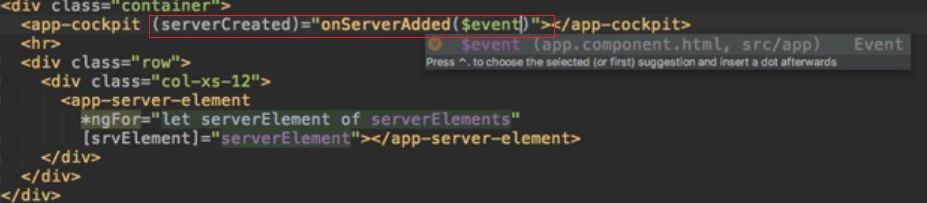 <div class="container">
<app-cockpit (serverCreated)="onServerAdded($event)"></app-cockpit>
<hr>
$event (app.component.html, src/app) Event
Press ^. to choose the selected (or first) suggestion and insert a dot afterwards
<div class="row">
<div class="col-xs-12">
<app-server-element
*ngFor="let serverElement of serverElements"
[srvElement]="serverElement"></app-server-element>
</div>
</div>
</div>